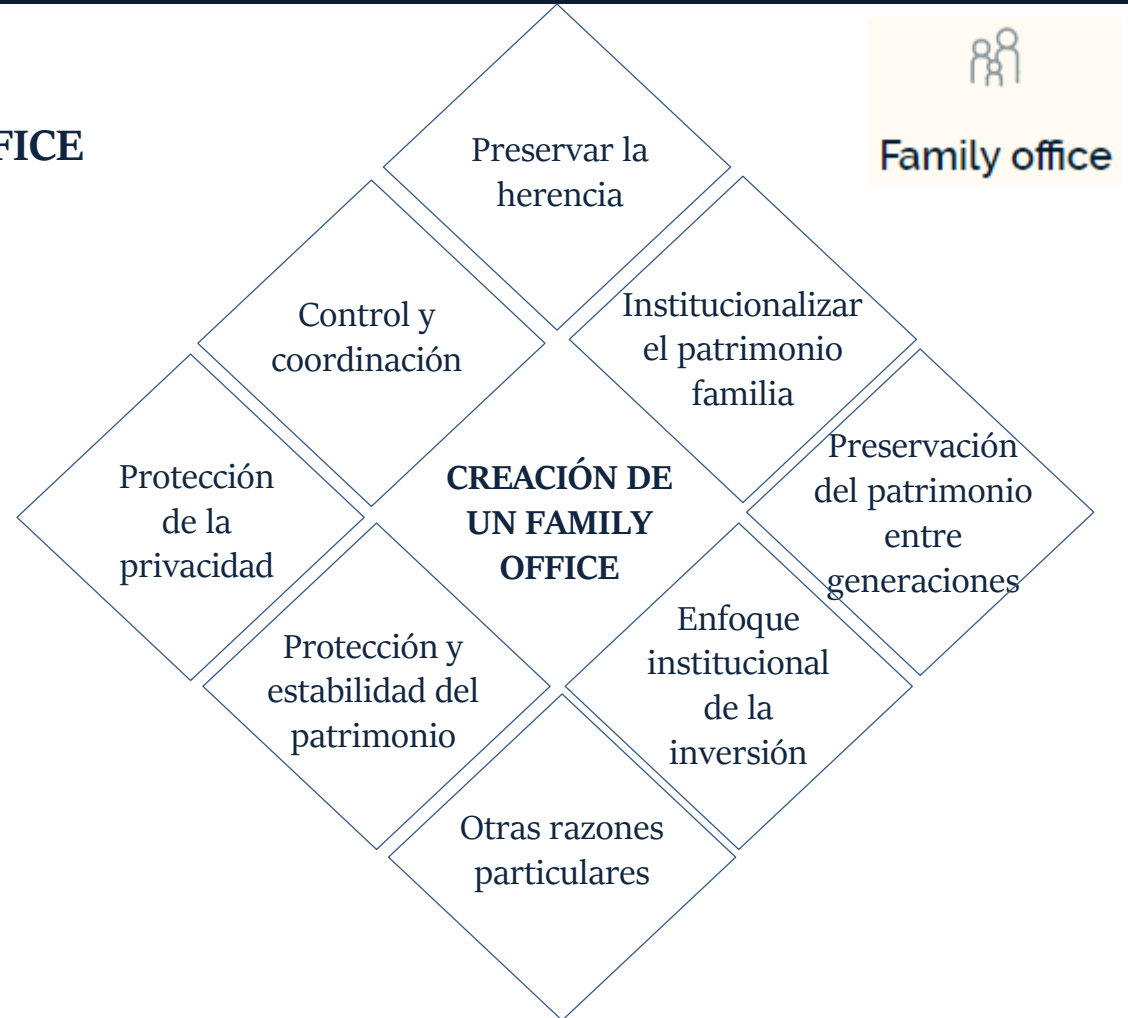 FICE
Family office
Preservar la
herencia
Control y
coordinación
Institucionalizar
el patrimonio
familia
Protección
de la
privacidad
CREACIÓN DE
UN FAMILY
OFFICE
Preservación
del patrimonio
entre
generaciones
Protección y
estabilidad del
patrimonio
Enfoque
institucional
de la
inversión
Otras razones
particulares